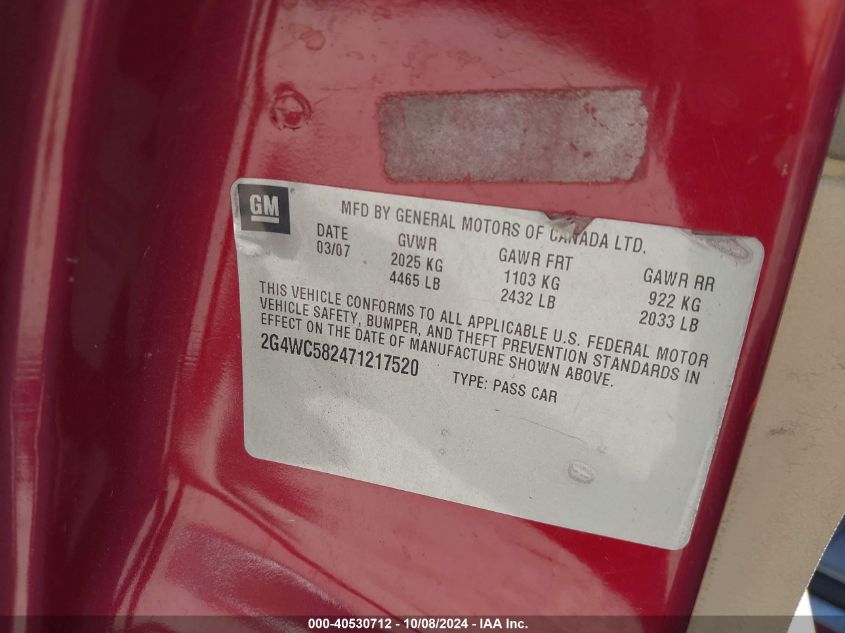 GM
MFD BY GENERAL MOTORS OF CANADA LTD.
DATE GVWR GAWR FRT GAWR RR
03/07 2025 KG 1103 KG 922 KG
4465 LB 2432 LB 2033 LB
THIS VEHICLE CONFORMS TO ALL APPLICABLE U.S. FEDERAL MOTOR
VEHICLE SAFETY, BUMPER, AND THEFT PREVENTION STANDARDS IN
EFFECT ON THE DATE OF MANUFACTURE SHOWN ABOVE.
2G4WC582471217520 TYPE: PASS CAR
000-40530712 - 10/08/2024 - IAA Inc.